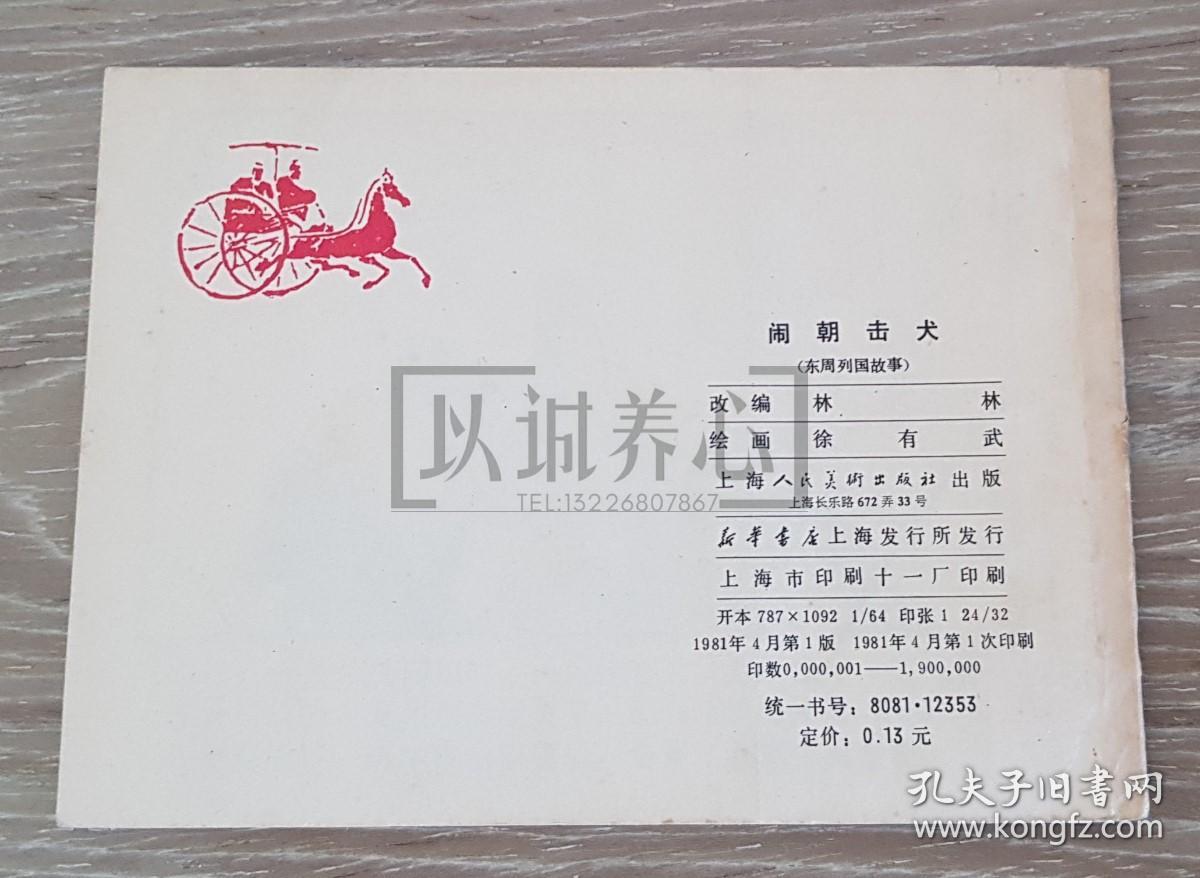 闹朝击犬
（东周列国故事）
改编 林林
绘画 徐有武
上海人民美術出版社 出版
上海长乐路672弄33号
新华書店上海发行所发行
上海市印刷十一厂印刷
开本 787×1092 1/64 印张 1 24/32
1981年4月第1版 1981年4月第1次印刷
印数0,000,001——1,900,000
统一书号：8081·12353
定价：0.13 元
以诚养心
TEL:13226807867
孔夫子旧书网
www.kongfz.com